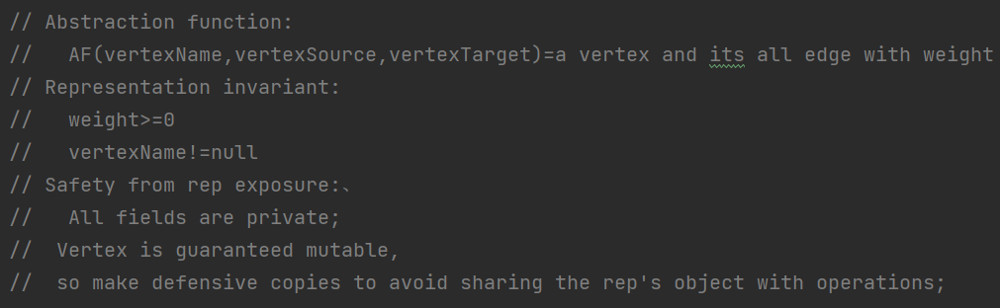 // Abstraction function:
//   AF(vertexName,vertexSource,vertexTarget)=a vertex and its all edge with weight
// Representation invariant:
//   weight>=0
//   vertexName!=null
// Safety from rep exposure:、
//   All fields are private;
//  Vertex is guaranteed mutable,
//  so make defensive copies to avoid sharing the rep's object with operations;